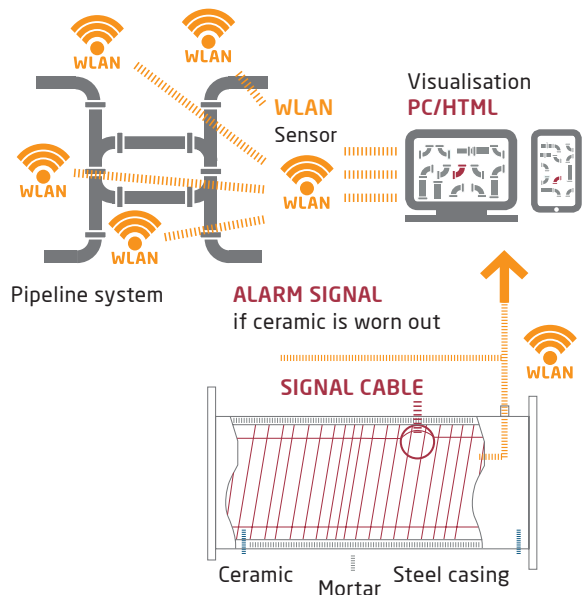 WLAN
WLAN
Visualisation
PC/HTML
WLAN
Sensor
WLAN
WLAN
WLAN
Pipeline system
ALARM SIGNAL
if ceramic is worn out
WLAN
SIGNAL CABLE
Ceramic
Mortar
Steel casing